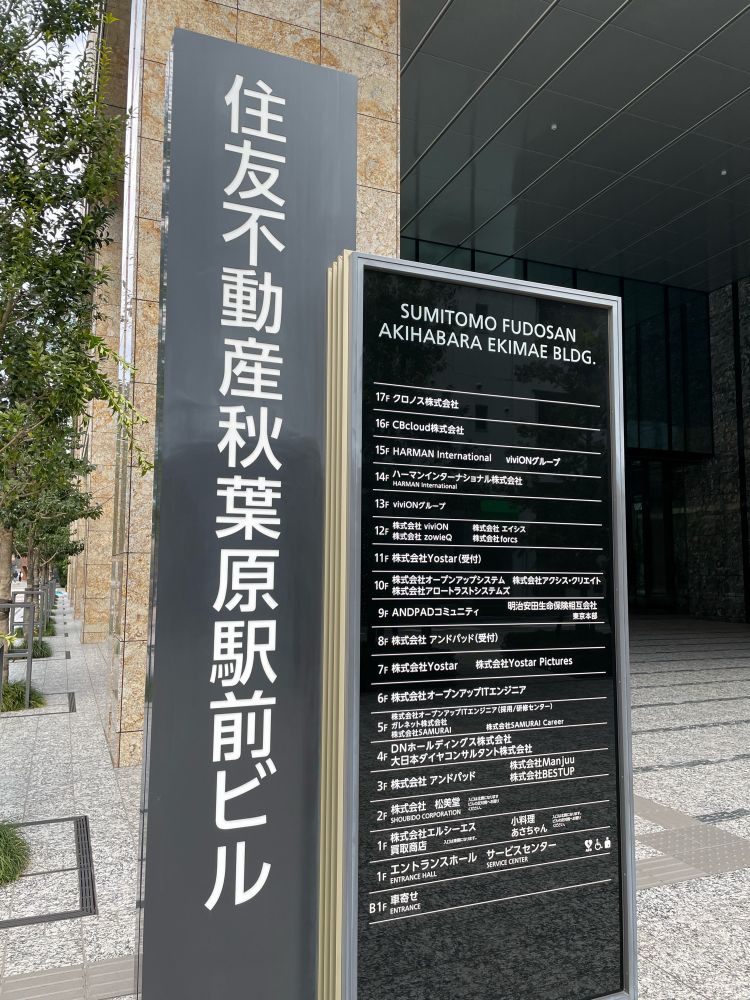 住友不動産秋葉原駅前ビル
SUMITOMO FUDOSAN
AKIHABARA EKIMAE BLDG.
17F クロノス株式会社
16F CBcloud株式会社
15F HARMAN International viviONグループ
14F ハーマンインターナショナル株式会社
HARMAN International
13F viviONグループ
12F 株式会社 viviON 株式会社 エイシス
株式会社 zowieQ 株式会社forcs
11F 株式会社Yostar(受付)
10F 株式会社オープンアップシステム 株式会社アクシス・クリエイト
株式会社アロートラストシステムズ
9F ANDPADコミュニティ 明治安田生命保険相互会社
東京本部
8F 株式会社 アンドパッド(受付)
7F 株式会社Yostar 株式会社Yostar Pictures
6F 株式会社オープンアップITエンジニア
5F 株式会社オープンアップITエンジニア(採用/研修センター)
ガレネット株式会社
株式会社SAMURAI 株式会社SAMURAI Career
4F DNホールディングス株式会社
大日本ダイヤコンサルタント株式会社
3F 株式会社 アンドパッド 株式会社Manjuu
株式会社BESTUP
2F 株式会社 松美堂
SHOUBIDO CORPORATION
1F 株式会社エルシーエス 小料理
買取商店 あさちゃん
1F エントランスホール サービスセンター
ENTRANCE HALL SERVICE CENTER
B1F 車寄せ
ENTRANCE